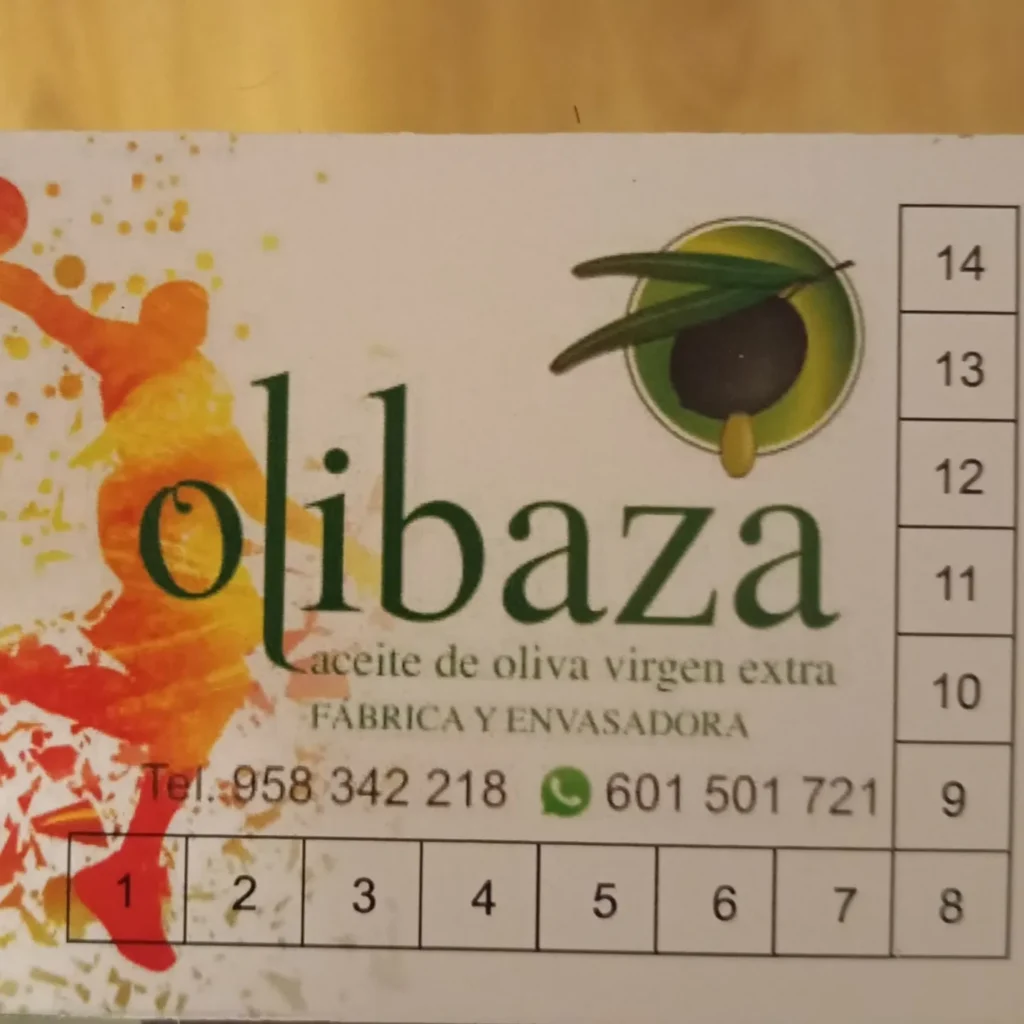 14
13
12
11
10
9
olibaza
aceite de oliva virgen extra
FÁBRICA Y ENVASADORA
Tel. 958 342 218 601 501 721
1 2 3 4 5 6 7 8